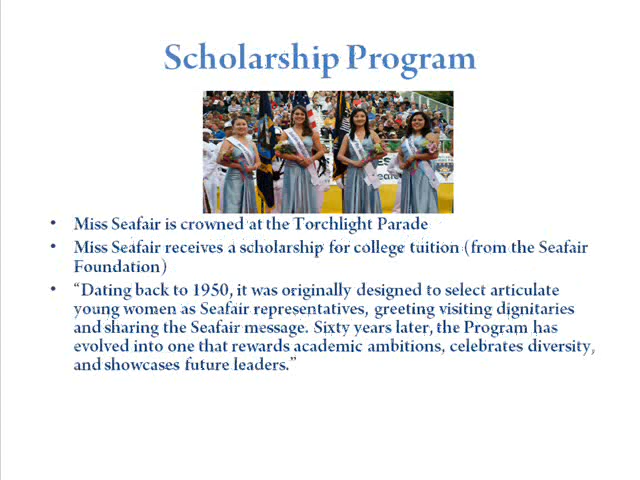 Scholarship Program
• Miss Seafair is crowned at the Torchlight Parade
• Miss Seafair receives a scholarship for college tuition (from the Seafair
Foundation)
• “Dating back to 1950, it was originally designed to select articulate
young women as Seafair representatives, greeting visiting dignitaries
and sharing the Seafair message. Sixty years later, the Program has
evolved into one that rewards academic ambitions, celebrates diversity,
and showcases future leaders.”